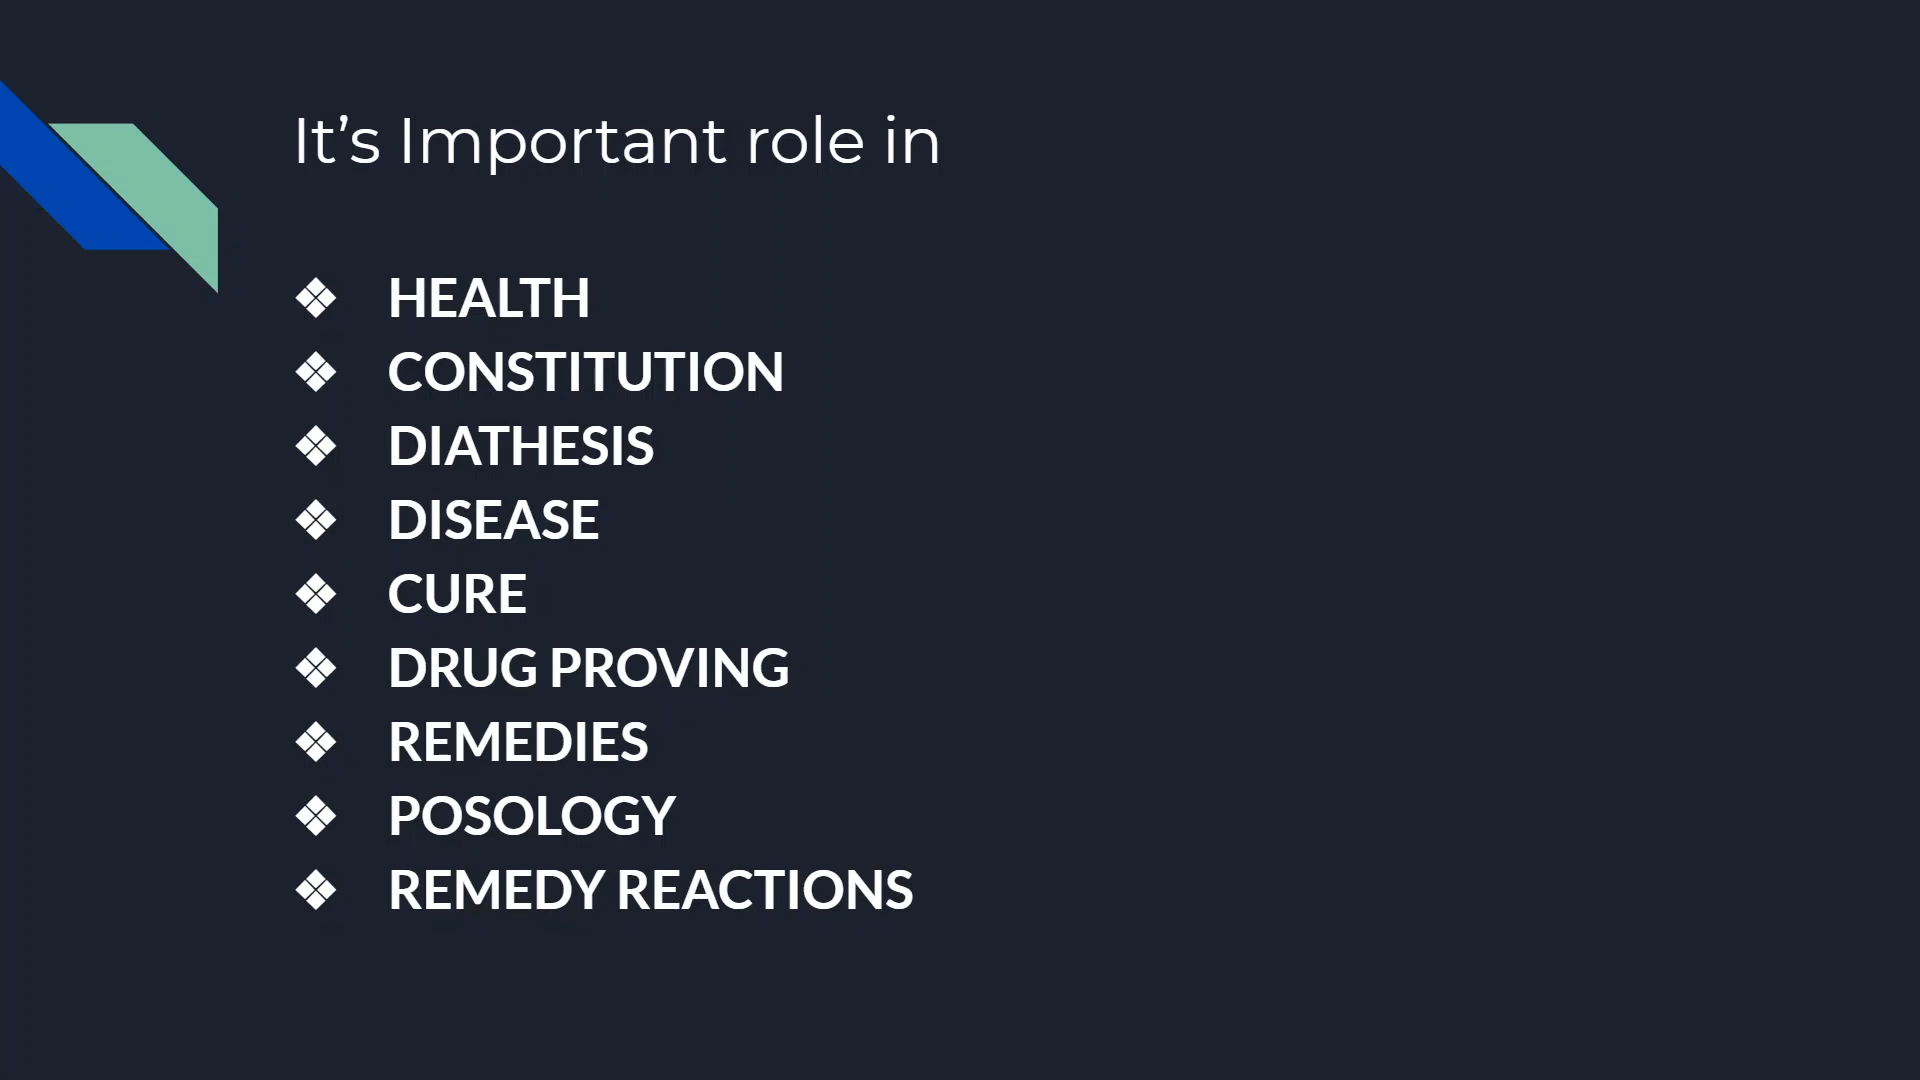 It’s Important role in
❖ HEALTH
❖ CONSTITUTION
❖ DIATHESIS
❖ DISEASE
❖ CURE
❖ DRUG PROVING
❖ REMEDIES
❖ POSOLOGY
❖ REMEDY REACTIONS